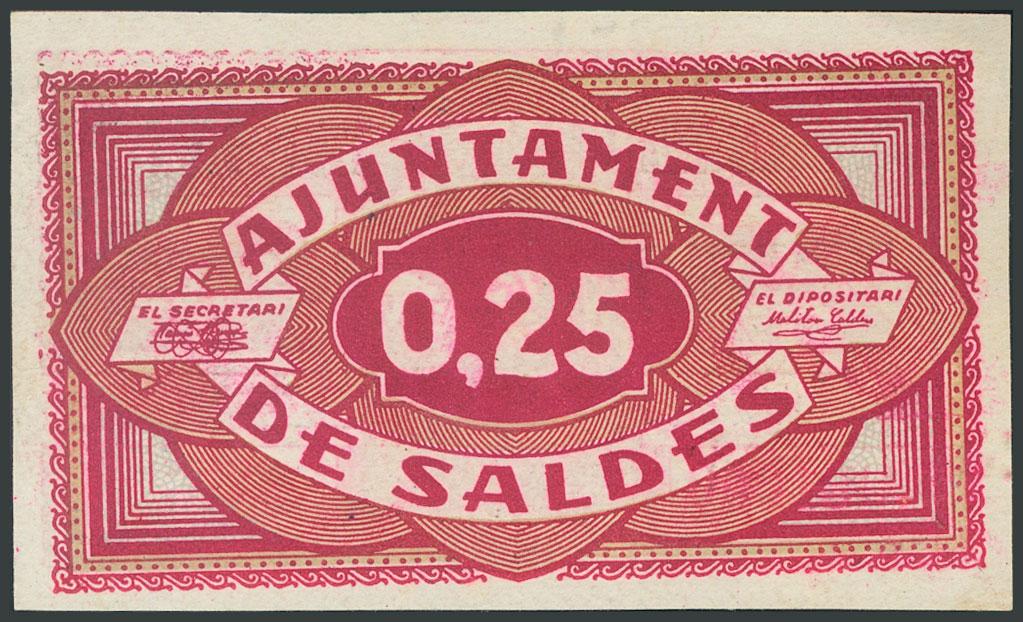 AJUNTAMENT
EL SECRETARI
0,25
EL DIPOSITARI
DE SALDES